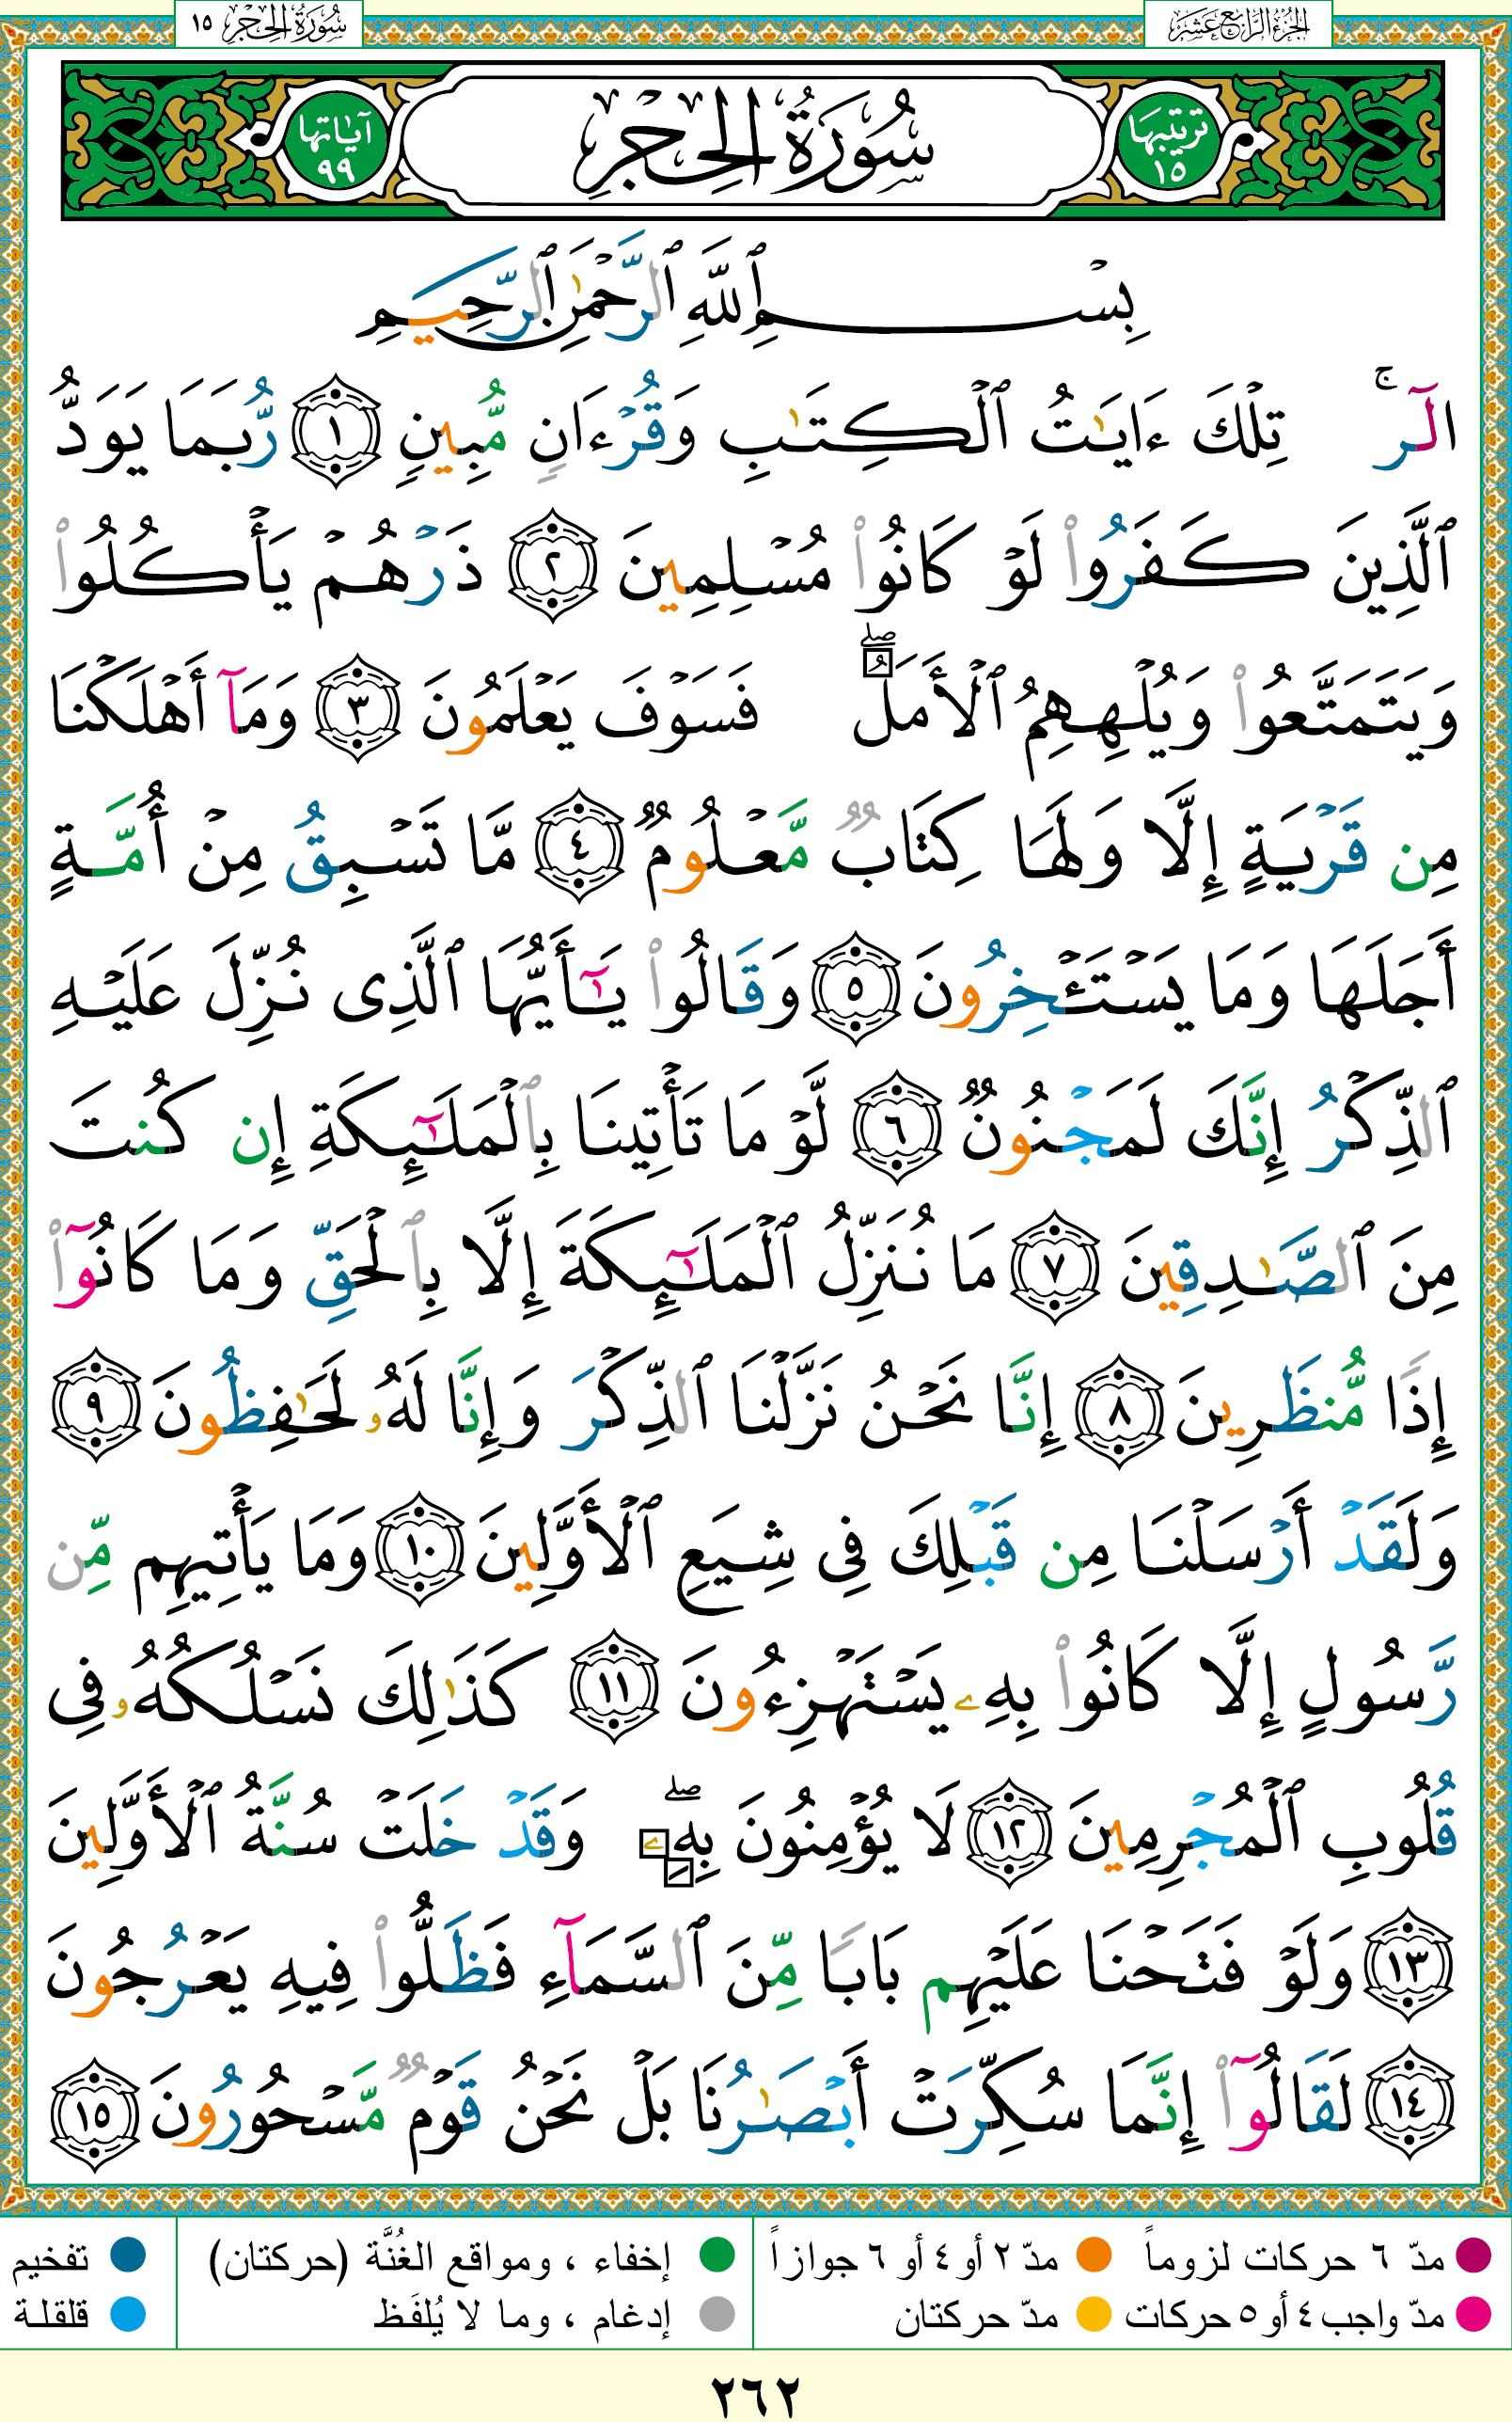 الجزء الرابع عشر
سورة الحجر ١٥
ترتيبها ١٥
سُورَةُ الحِجْرِ
آياتها ٩٩
بِسْمِ ٱللَّهِ ٱلرَّحْمَٰنِ ٱلرَّحِيمِ
الٓر ۚ تِلْكَ ءَايَٰتُ ٱلْكِتَٰبِ وَقُرْءَانٍ مُّبِينٍ ١ رُّبَمَا يَوَدُّ
ٱلَّذِينَ كَفَرُوا۟ لَوْ كَانُوا۟ مُسْلِمِينَ ٢ ذَرْهُمْ يَأْكُلُوا۟
وَيَتَمَتَّعُوا۟ وَيُلْهِهِمُ ٱلْأَمَلُ ۖ فَسَوْفَ يَعْلَمُونَ ٣ وَمَآ أَهْلَكْنَا
مِن قَرْيَةٍ إِلَّا وَلَهَا كِتَابٌ مَّعْلُومٌ ٤ مَّا تَسْبِقُ مِنْ أُمَّةٍ
أَجَلَهَا وَمَا يَسْتَـْٔخِرُونَ ٥ وَقَالُوا۟ يَٰٓأَيُّهَا ٱلَّذِى نُزِّلَ عَلَيْهِ
ٱلذِّكْرُ إِنَّكَ لَمَجْنُونٌ ٦ لَّوْ مَا تَأْتِينَا بِٱلْمَلَٰٓئِكَةِ إِن كُنتَ
مِنَ ٱلصَّٰدِقِينَ ٧ مَا نُنَزِّلُ ٱلْمَلَٰٓئِكَةَ إِلَّا بِٱلْحَقِّ وَمَا كَانُوٓا۟
إِذًا مُّنظَرِينَ ٨ إِنَّا نَحْنُ نَزَّلْنَا ٱلذِّكْرَ وَإِنَّا لَهُۥ لَحَٰفِظُونَ ٩
وَلَقَدْ أَرْسَلْنَا مِن قَبْلِكَ فِى شِيَعِ ٱلْأَوَّلِينَ ١٠ وَمَا يَأْتِيهِم مِّن
رَّسُولٍ إِلَّا كَانُوا۟ بِهِۦ يَسْتَهْزِءُونَ ١١ كَذَٰلِكَ نَسْلُكُهُۥ فِى
قُلُوبِ ٱلْمُجْرِمِينَ ١٢ لَا يُؤْمِنُونَ بِهِۦ ۖ وَقَدْ خَلَتْ سُنَّةُ ٱلْأَوَّلِينَ
١٣ وَلَوْ فَتَحْنَا عَلَيْهِم بَابًا مِّنَ ٱلسَّمَآءِ فَظَلُّوا۟ فِيهِ يَعْرُجُونَ
١٤ لَقَالُوٓا۟ إِنَّمَا سُكِّرَتْ أَبْصَٰرُنَا بَلْ نَحْنُ قَوْمٌ مَّسْحُورُونَ ١٥
مدّ ٦ حركات لزوماً مدّ ٢ أو ٤ أو ٦ جوازاً إخفاء ، ومواقع الغُنَّة (حركتان) تفخيم
مدّ واجب ٤ أو ٥ حركات مدّ حركتان إدغام ، وما لا يُلفَظ قلقلة
٢٦٢